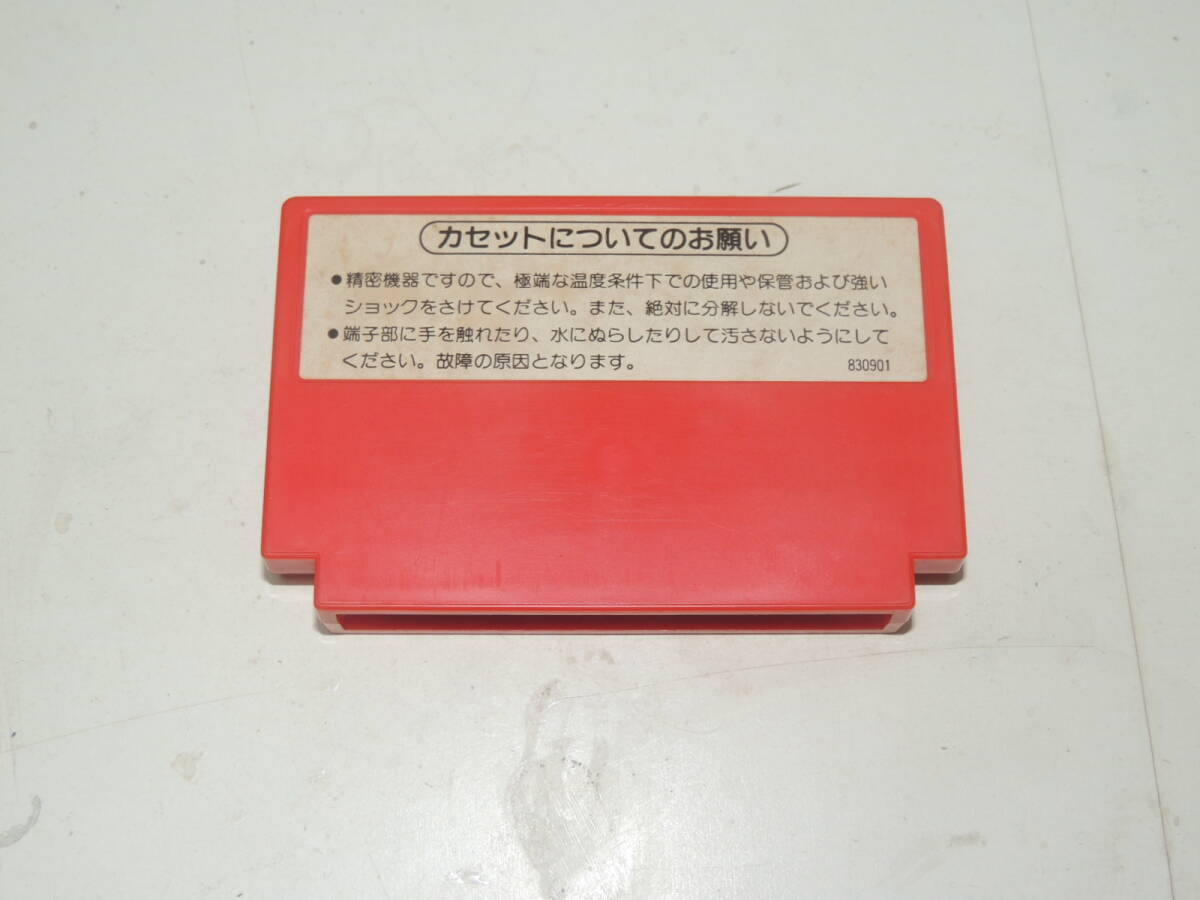 カセットについてのお願い
●精密機器ですので、極端な温度条件下での使用や保管および強い
ショックをさけてください。また、絶対に分解しないでください。
●端子部に手を触れたり、水にぬらしたりして汚さないようにして
ください。故障の原因となります。
830901